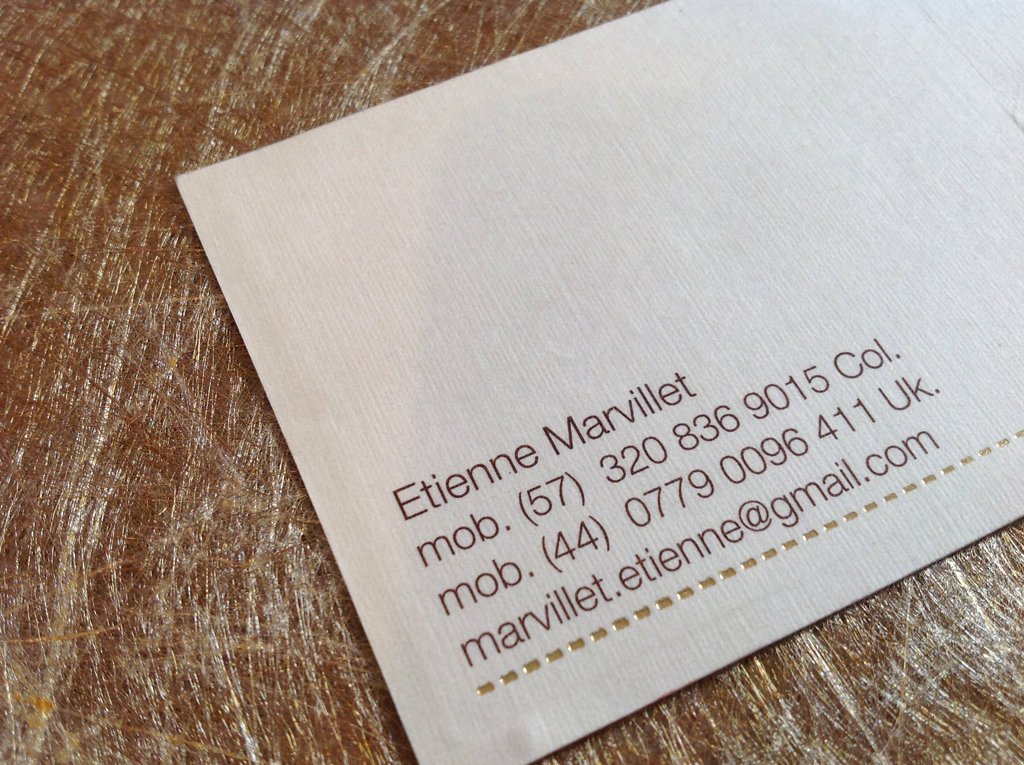 Etienne Marvillet
mob. (57) 320 836 9015 Col.
mob. (44) 0779 0096 411 Uk.
marvillet.etienne@gmail.com